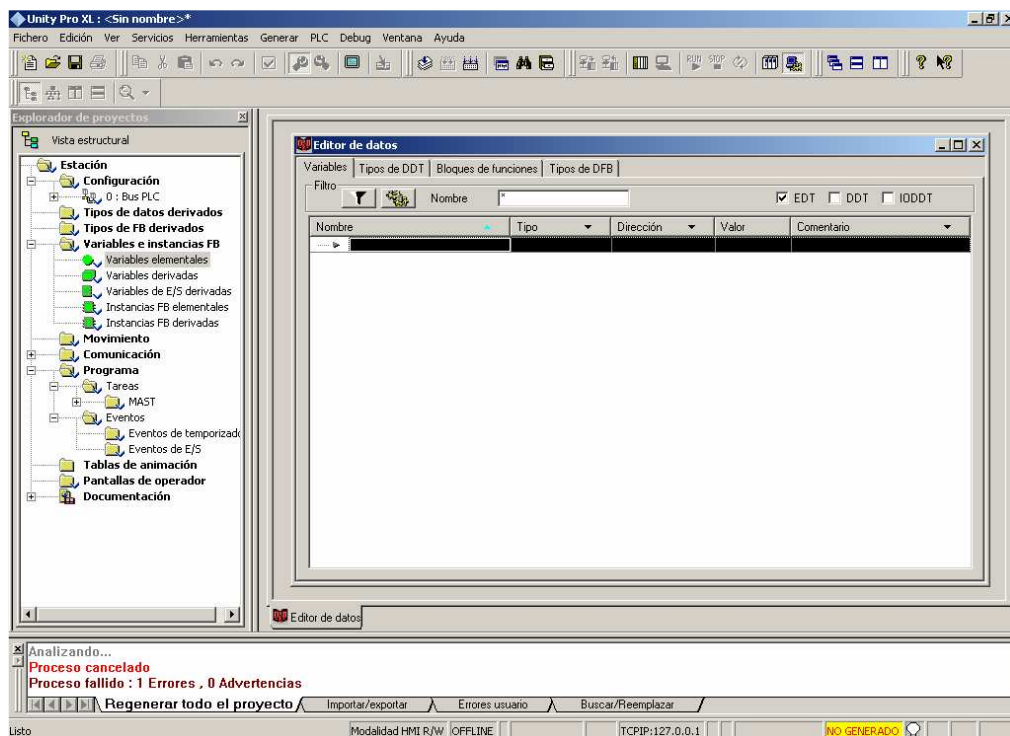 Unity Pro XL : <Sin nombre>*
Fichero Edición Ver Servicios Herramientas Generar PLC Debug Ventana Ayuda
RUN STOP
Explorador de proyectos
Vista estructural
Estación
Configuración
0 : Bus PLC
Tipos de datos derivados
Tipos de FB derivados
Variables e instancias FB
Variables elementales
Variables derivadas
Variables de E/S derivadas
Instancias FB elementales
Instancias FB derivadas
Movimiento
Comunicación
Programa
Tareas
MAST
Eventos
Eventos de temporizado
Eventos de E/S
Tablas de animación
Pantallas de operador
Documentación
Editor de datos
Variables Tipos de DDT Bloques de funciones Tipos de DFB
Filtro
Nombre * EDT DDT IODDT
Nombre Tipo Dirección Valor Comentario
Editor de datos
Analizando...
Proceso cancelado
Proceso fallido : 1 Errores , 0 Advertencias
Regenerar todo el proyecto Importar/exportar Errores usuario Buscar/Reemplazar
Listo Modalidad HMI R/W OFFLINE TCPIP:127.0.0.1 NO GENERADO